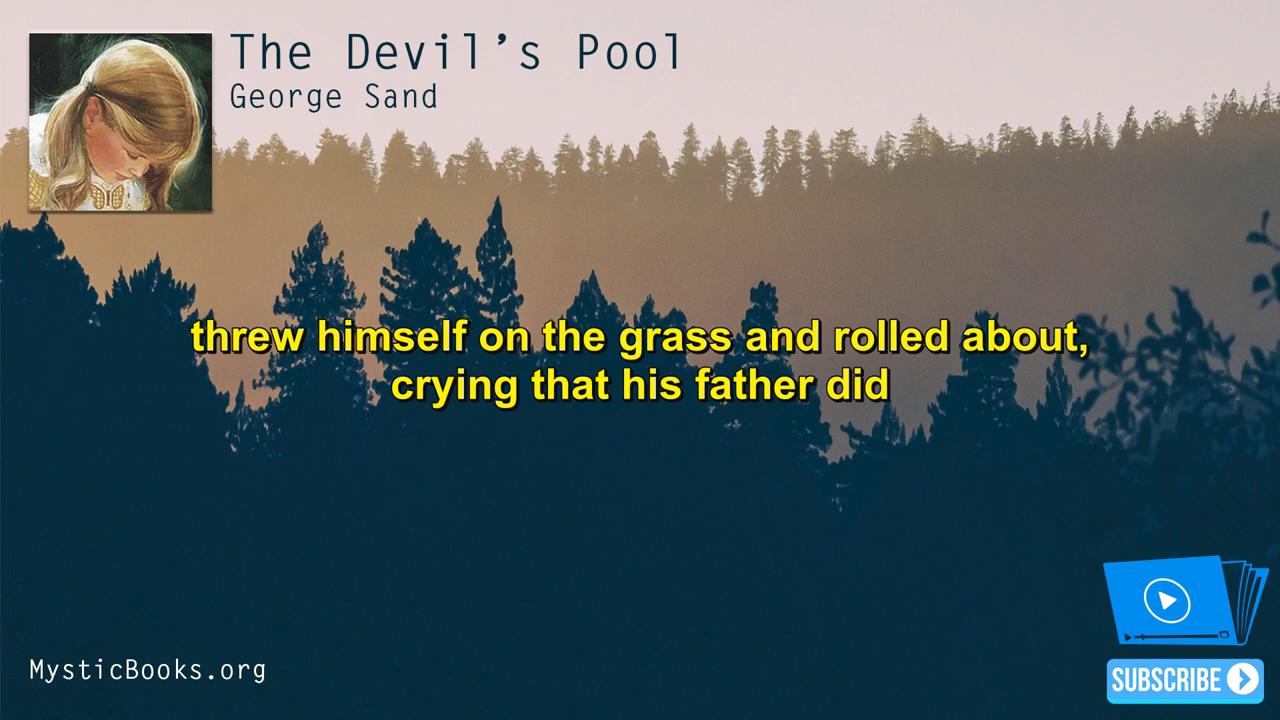 The Devil's Pool
George Sand
threw himself on the grass and rolled about,
crying that his father did
MysticBooks.org
SUBSCRIBE